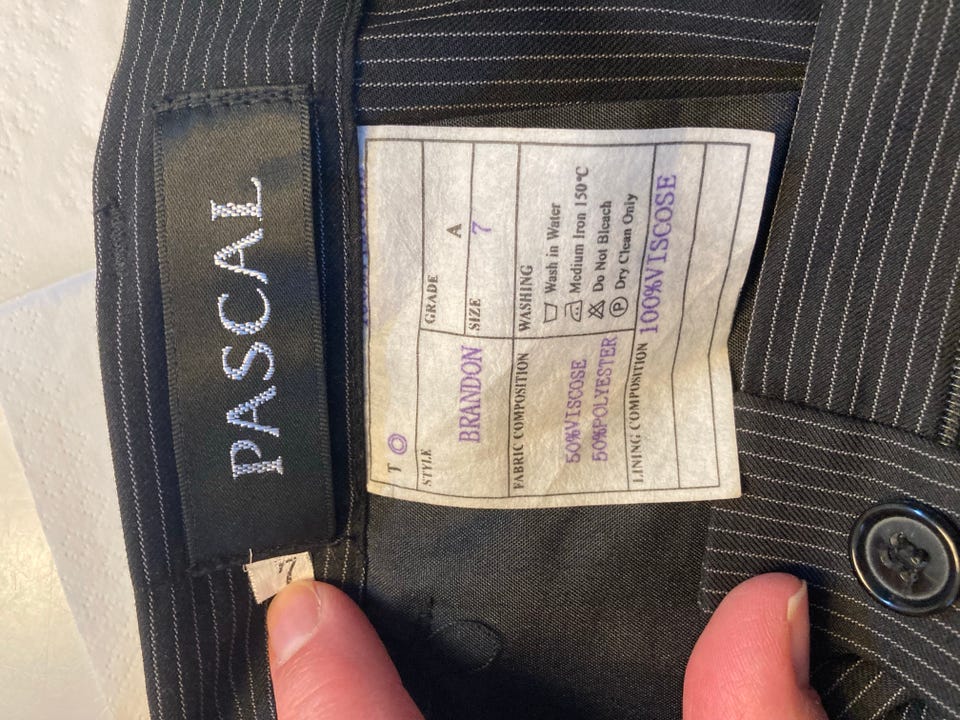 PASCAL
7
T O
STYLE
BRANDON
GRADE
A
SIZE
7
FABRIC COMPOSITION
50%VISCOSE
50%POLYESTER
WASHING
Wash in Water
Medium Iron 150℃
Do Not Bleach
P Dry Clean Only
LINING COMPOSITION 100%VISCOSE